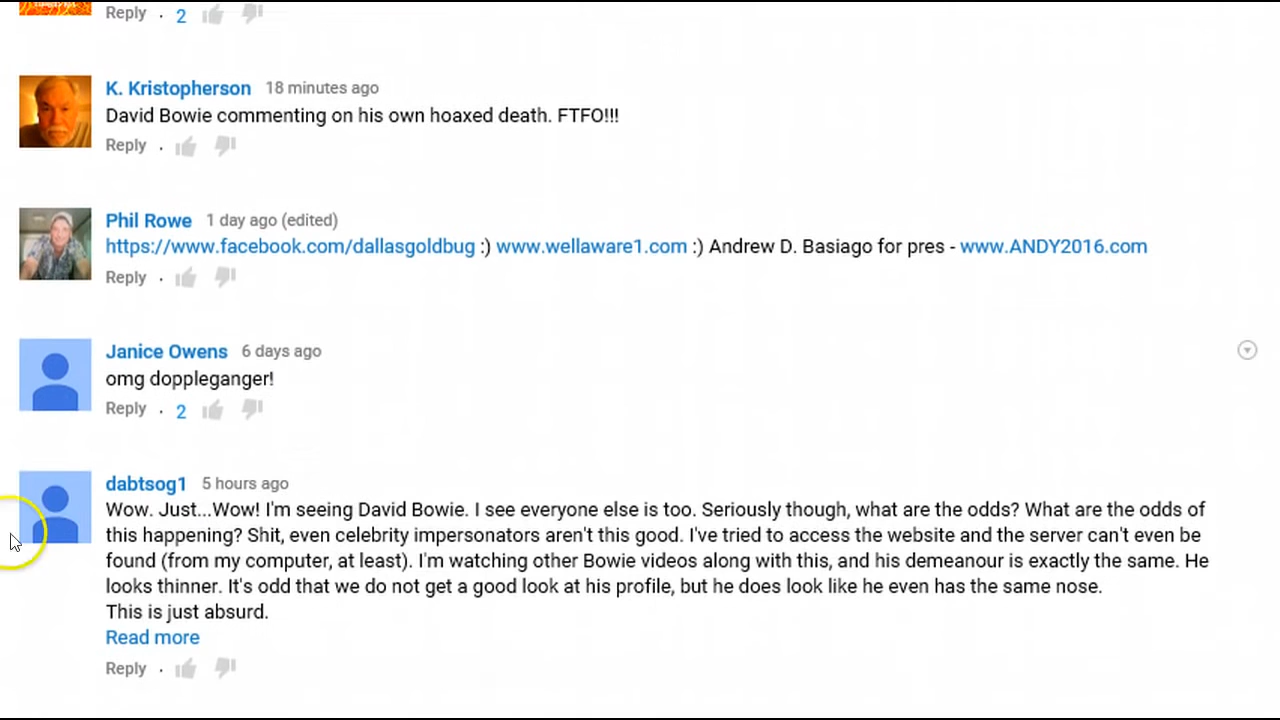 Reply . 2
K. Kristopherson 18 minutes ago
David Bowie commenting on his own hoaxed death. FTFO!!!
Reply .
Phil Rowe 1 day ago (edited)
https://www.facebook.com/dallasgoldbug :) www.wellaware1.com :) Andrew D. Basiago for pres - www.ANDY2016.com
Reply .
Janice Owens 6 days ago
omg doppleganger!
Reply . 2
dabtsog1 5 hours ago
Wow. Just...Wow! I'm seeing David Bowie. I see everyone else is too. Seriously though, what are the odds? What are the odds of
this happening? Shit, even celebrity impersonators aren't this good. I've tried to access the website and the server can't even be
found (from my computer, at least). I'm watching other Bowie videos along with this, and his demeanour is exactly the same. He
looks thinner. It's odd that we do not get a good look at his profile, but he does look like he even has the same nose.
This is just absurd.
Read more
Reply .